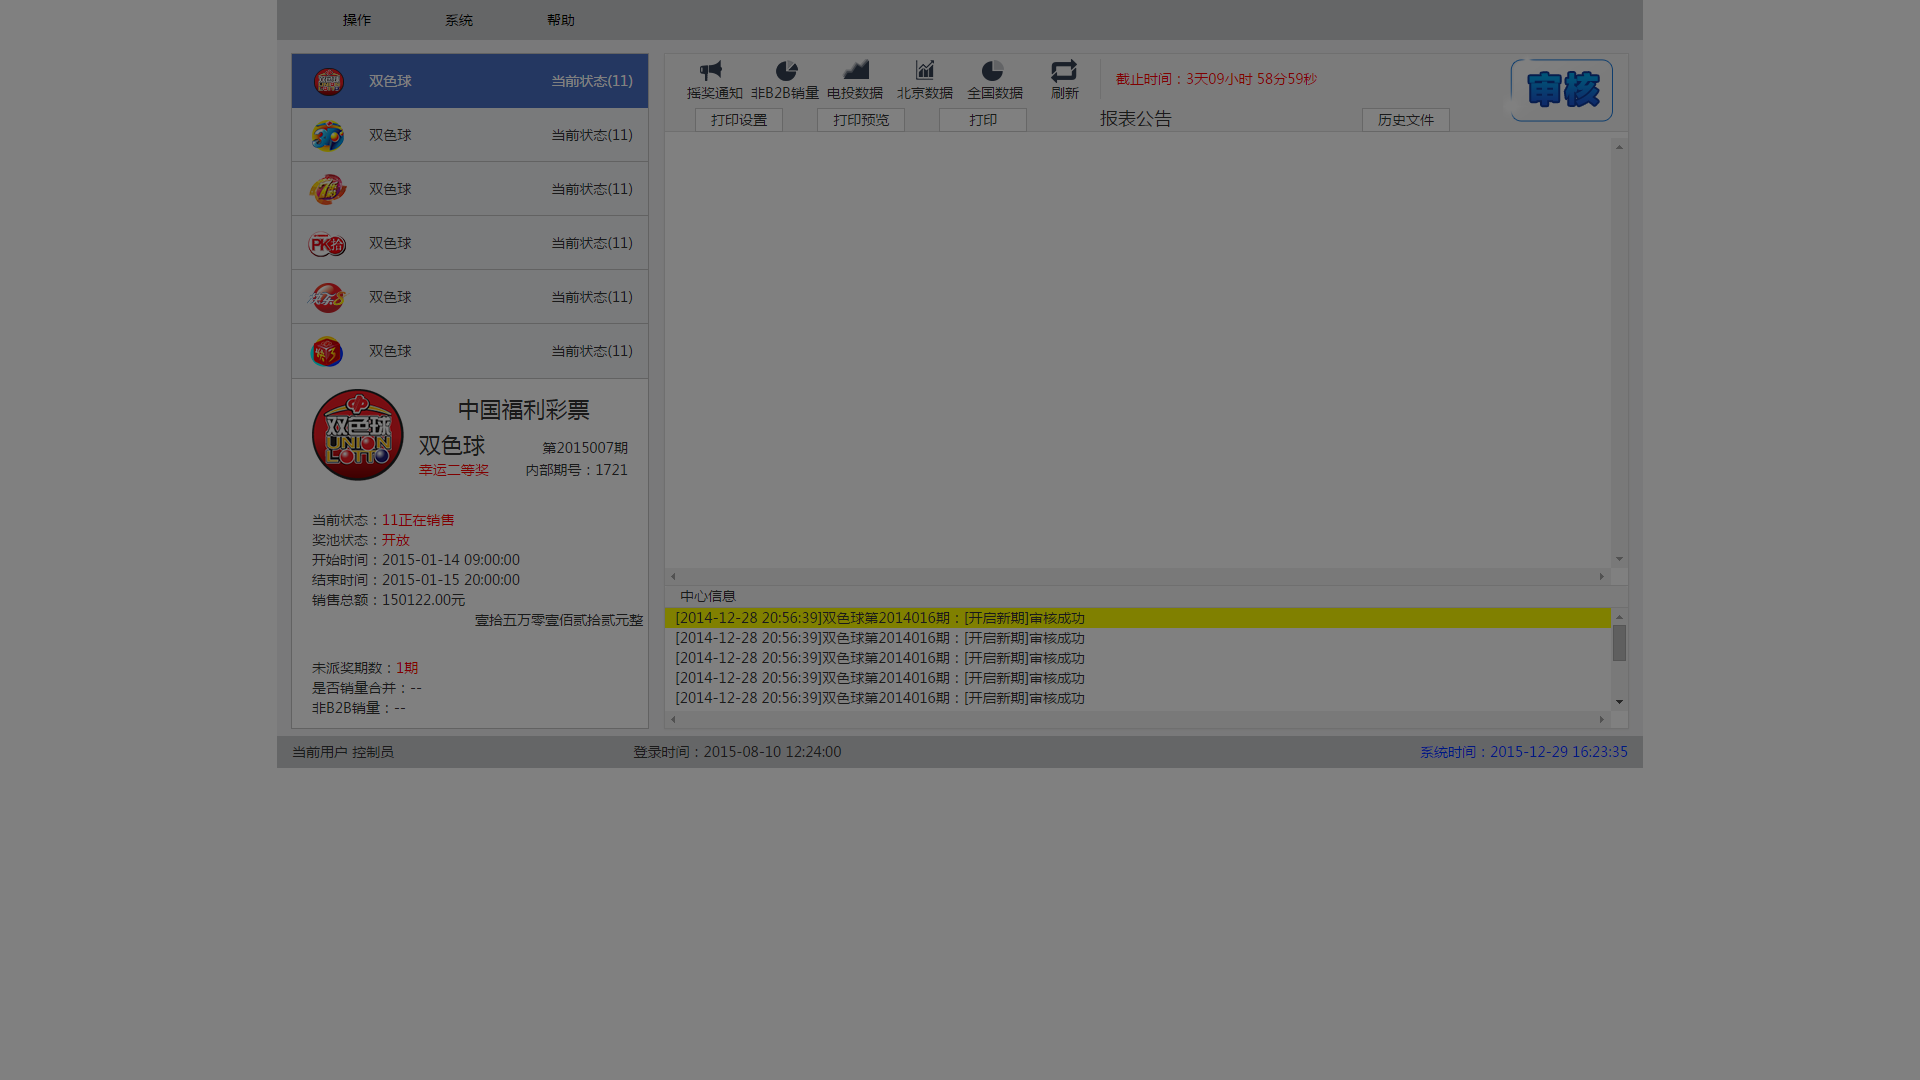 操作 系统 帮助
双色球 当前状态(11)
双色球 当前状态(11)
双色球 当前状态(11)
双色球 当前状态(11)
双色球 当前状态(11)
双色球 当前状态(11)
双色球
UNION
LOTTO
中国福利彩票
双色球 第2015007期
幸运二等奖 内部期号：1721
当前状态：11正在销售
奖池状态：开放
开始时间：2015-01-14 09:00:00
结束时间：2015-01-15 20:00:00
销售总额：150122.00元
壹拾五万零壹佰贰拾贰元整
未派奖期数：1期
是否销量合并：--
非B2B销量：--
摇奖通知 非B2B销量 电投数据 北京数据 全国数据 刷新
截止时间：3天09小时 58分59秒
审核
打印设置 打印预览 打印 报表公告 历史文件
中心信息
[2014-12-28 20:56:39]双色球第2014016期：[开启新期]审核成功
[2014-12-28 20:56:39]双色球第2014016期：[开启新期]审核成功
[2014-12-28 20:56:39]双色球第2014016期：[开启新期]审核成功
[2014-12-28 20:56:39]双色球第2014016期：[开启新期]审核成功
[2014-12-28 20:56:39]双色球第2014016期：[开启新期]审核成功
当前用户 控制员 登录时间：2015-08-10 12:24:00 系统时间：2015-12-29 16:23:35